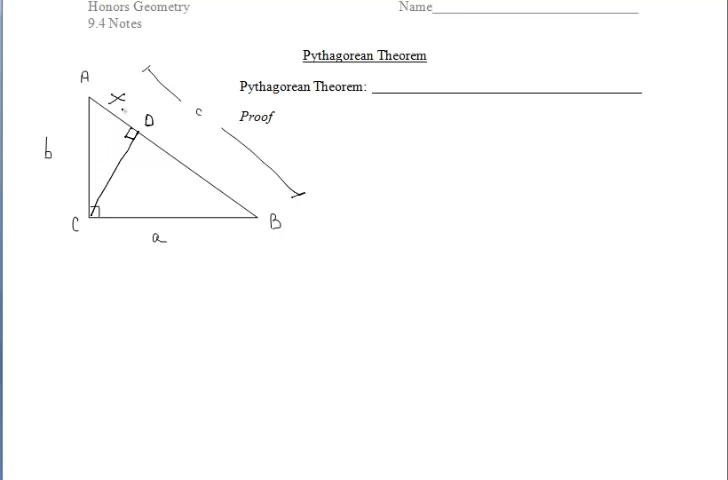 Honors Geometry Name
9.4 Notes
Pythagorean Theorem
A
x
Pythagorean Theorem:
c
D
Proof
b
C
B
a